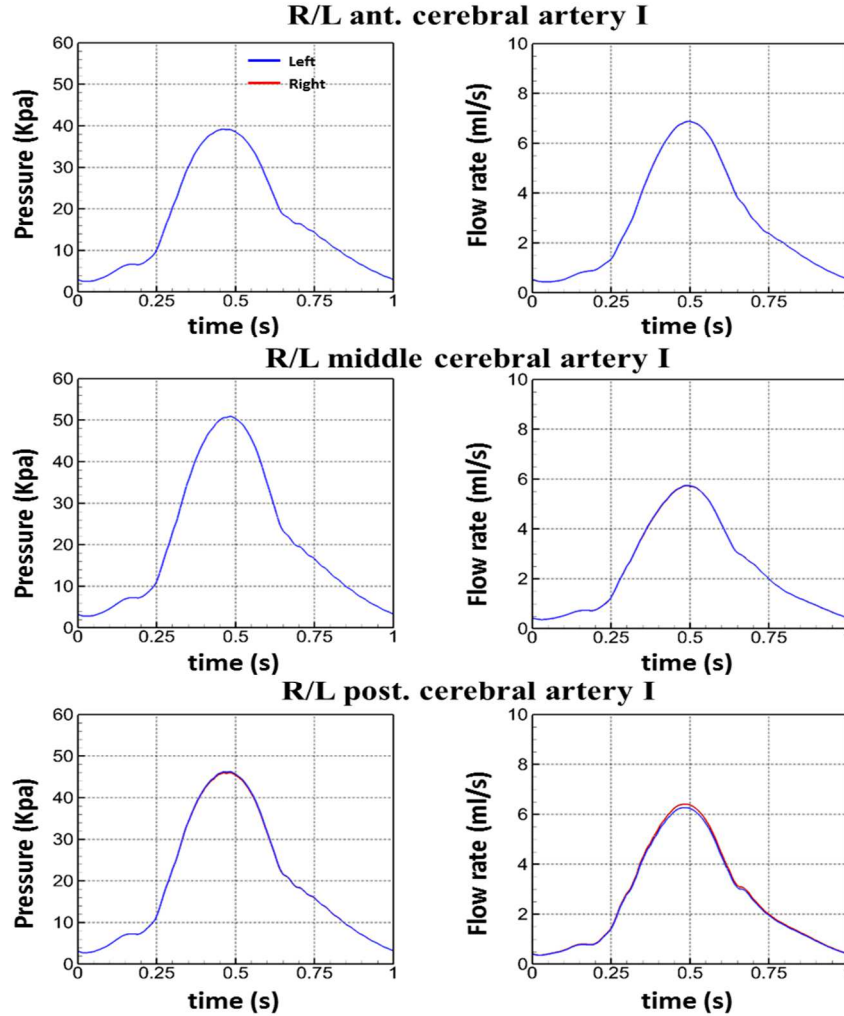 R/L ant. cerebral artery I
60
50
40
30
20
10
0
Pressure (Kpa)
Left
Right
0 0.25 0.5 0.75 1
time (s)
10
8
6
4
2
0
Flow rate (ml/s)
0 0.25 0.5 0.75
time (s)
R/L middle cerebral artery I
60
50
40
30
20
10
0
Pressure (Kpa)
0 0.25 0.5 0.75 1
time (s)
10
8
6
4
2
0
Flow rate (ml/s)
0 0.25 0.5 0.75
time (s)
R/L post. cerebral artery I
60
50
40
30
20
10
0
Pressure (Kpa)
0 0.25 0.5 0.75 1
time (s)
10
8
6
4
2
0
Flow rate (ml/s)
0 0.25 0.5 0.75
time (s)